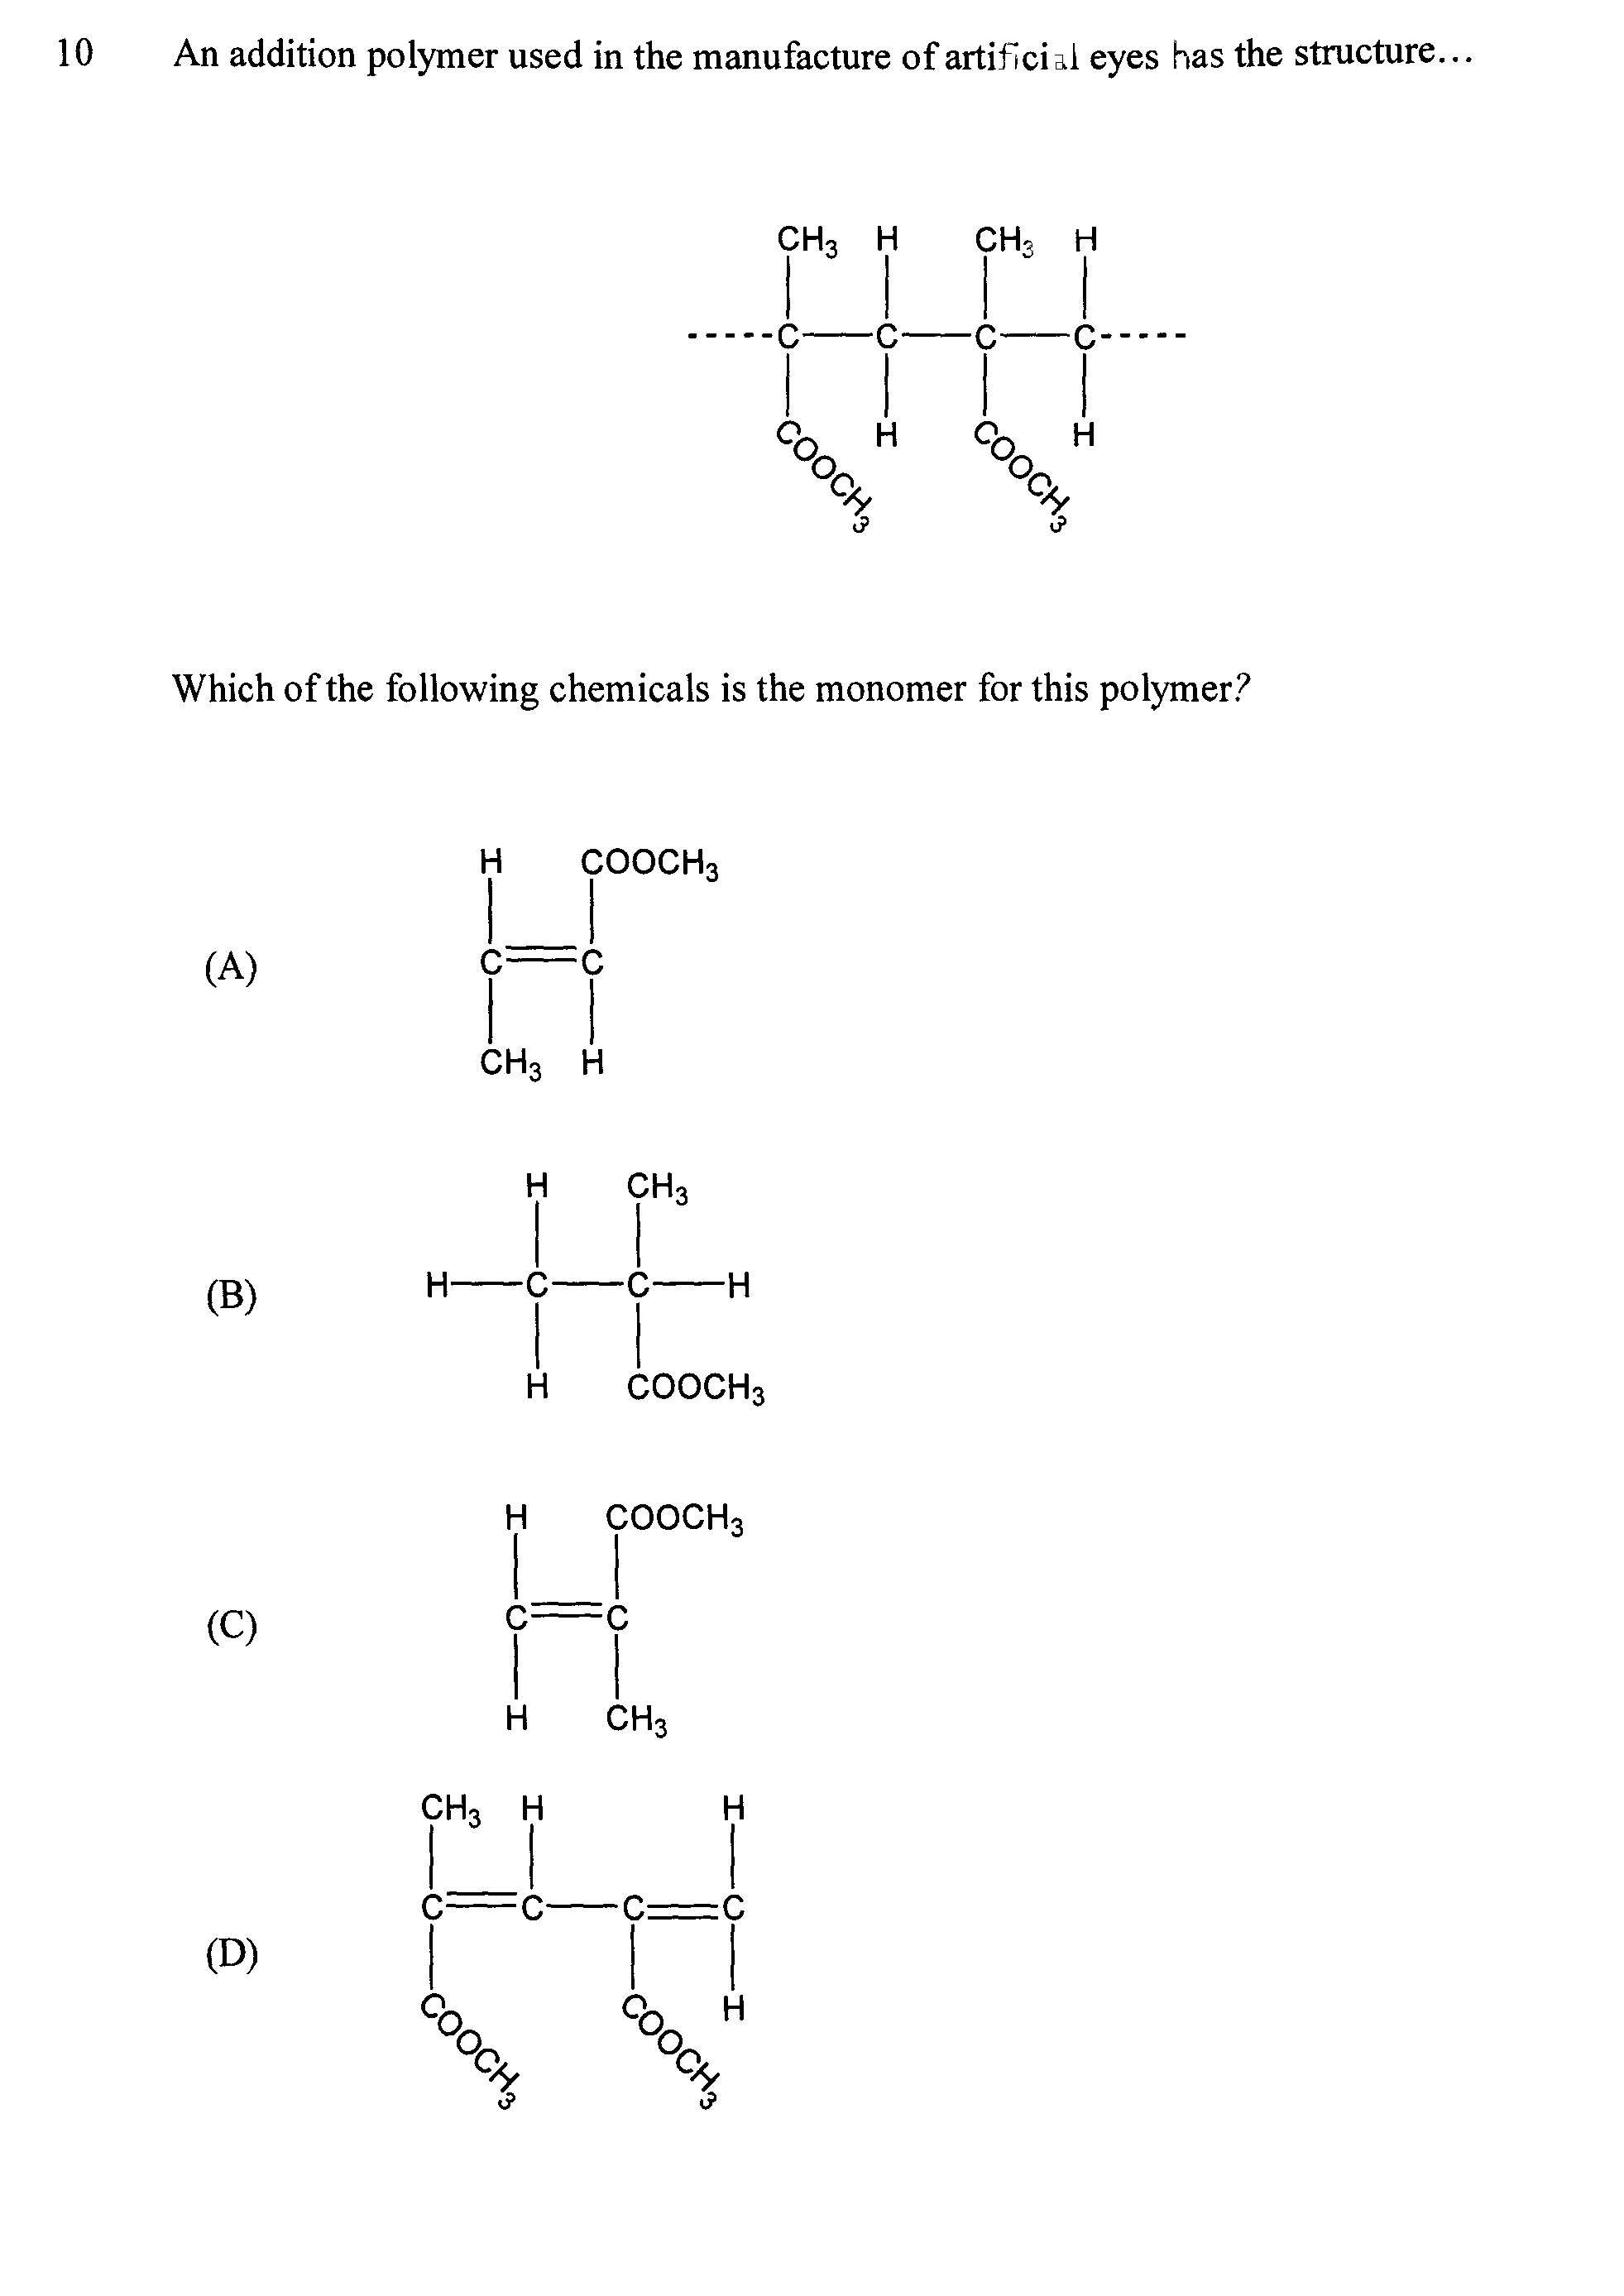 10 An addition polymer used in the manufacture of artificial eyes has the structure...
CH3 H CH3 H
C C C C
COOCH3 H COOCH3 H
Which of the following chemicals is the monomer for this polymer?
H COOCH3
(A) C C
CH3 H
H CH3
(B) H C C H
H COOCH3
H COOCH3
(C) C C
H CH3
CH3 H H
C C C C
(D)
COOCH3 COOCH3 H